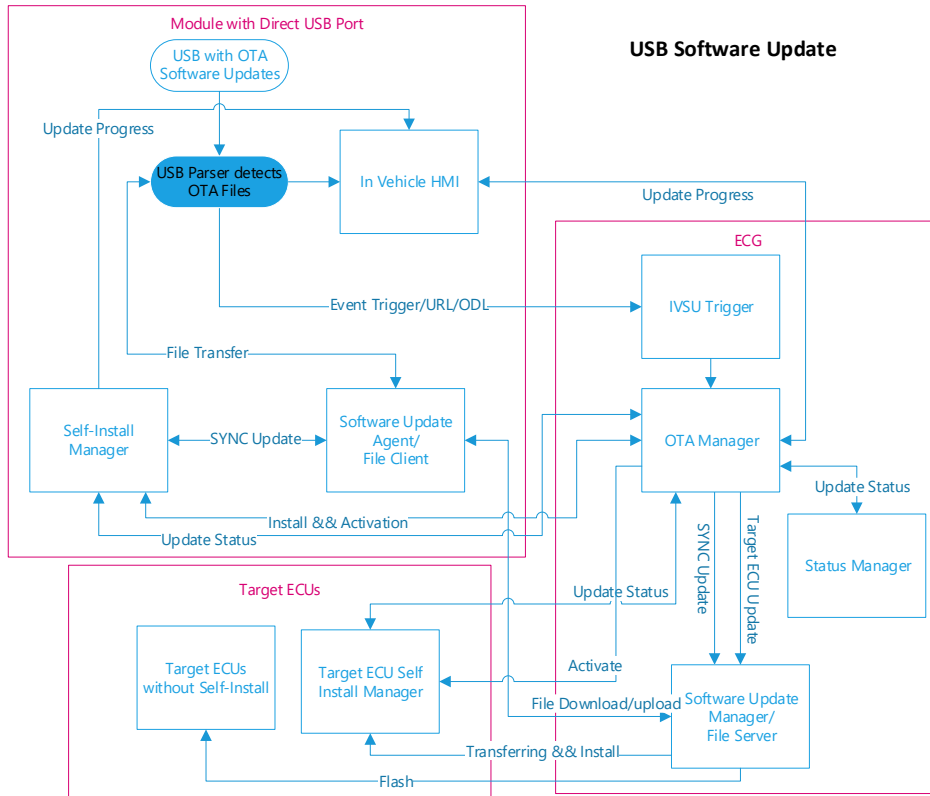 Module with Direct USB Port
USB Software Update
USB with OTA
Software Updates
Update Progress
USB Parser detects
OTA Files
In Vehicle HMI
Update Progress
ECG
Event Trigger/URL/ODL
IVSU Trigger
File Transfer
Self-Install
Manager
SYNC Update
Software Update
Agent/
File Client
OTA Manager
Update Status
Install && Activation
Update Status
SYNC Update
Target ECU Update
Status Manager
Target ECUs
Update Status
Target ECUs
without Self-Install
Target ECU Self
Install Manager
Activate
File Download/upload
Software Update
Manager/
File Server
Transferring && Install
Flash